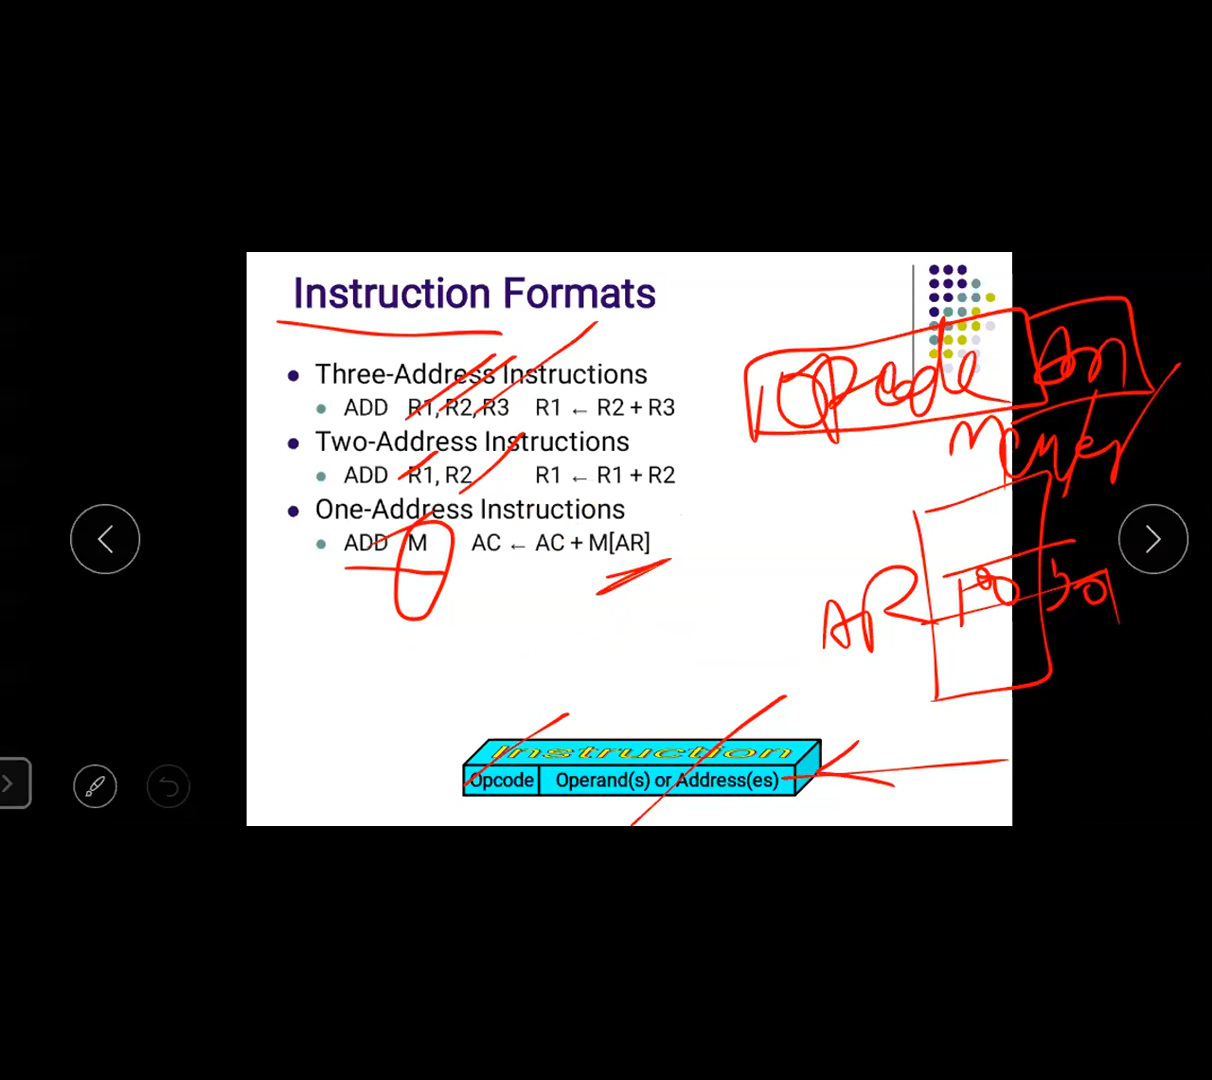 Instruction Formats
Three-Address Instructions
ADD R1, R2, R3 R1 ← R2 + R3
Two-Address Instructions
ADD R1, R2 R1 ← R1 + R2
One-Address Instructions
ADD M AC ← AC + M[AR]
Opcode
AR 100 50
Instruction
Opcode Operand(s) or Address(es)